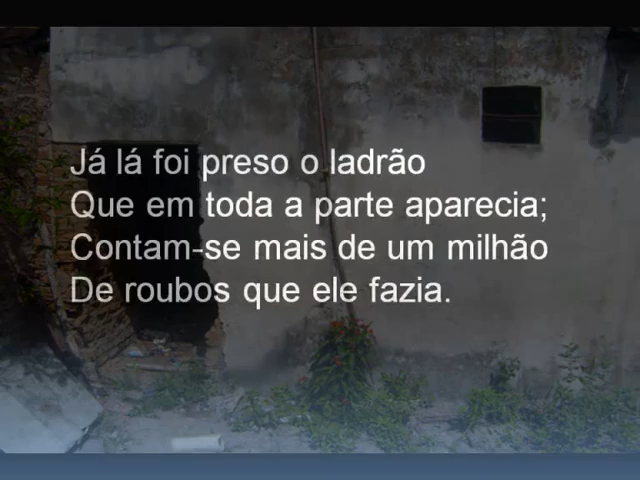 Já lá foi preso o ladrão
Que em toda a parte aparecia;
Contam-se mais de um milhão
De roubos que ele fazia.